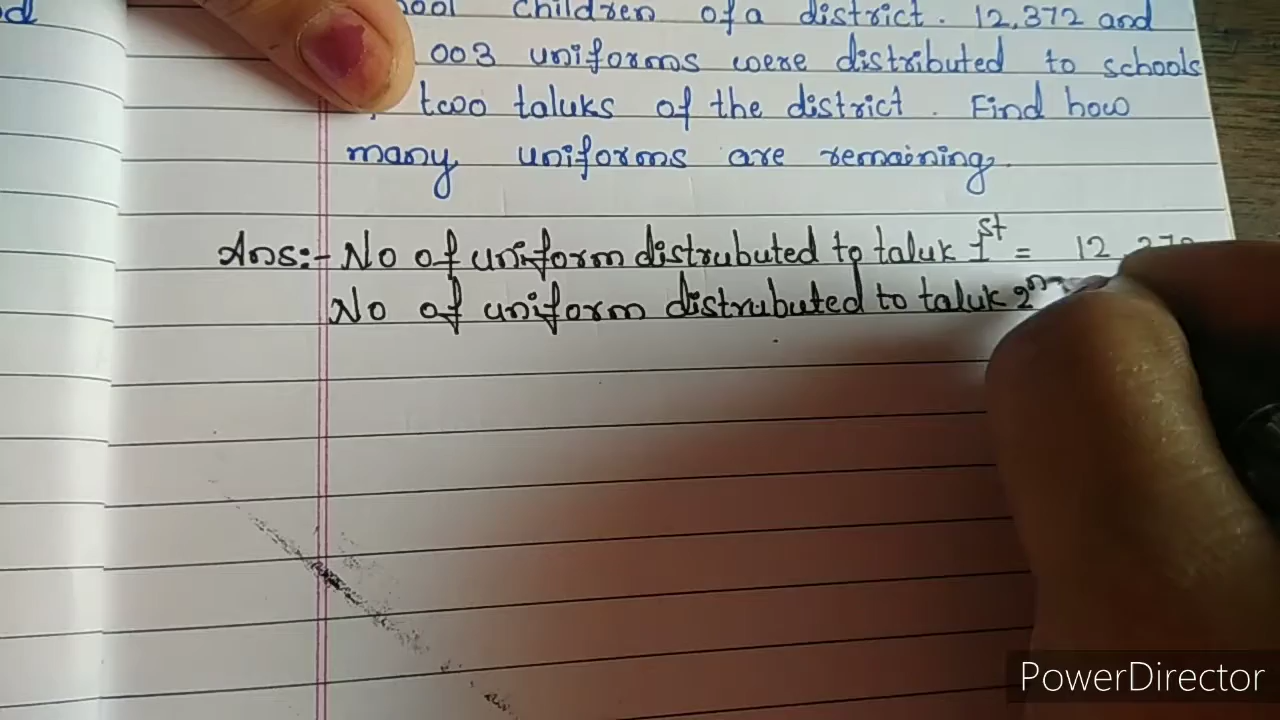 children of a district. 12,372 and
003 uniforms were distributed to schools
two taluks of the district. Find how
many uniforms are remaining.
Ans:- No of uniform distrubuted to taluk 1st = 12
No of uniform distrubuted to taluk
PowerDirector